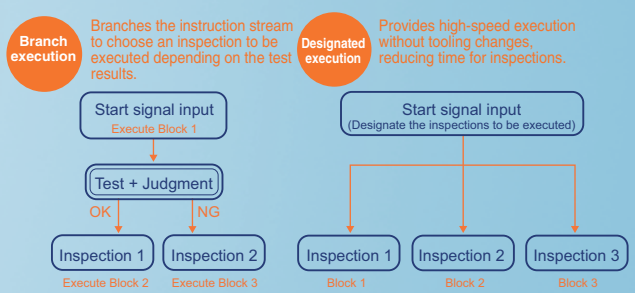 Branch
execution
Branches the instruction stream
to choose an inspection to be
executed depending on the test
results.
Start signal input
Execute Block 1
Test + Judgment
OK
NG
Inspection 1
Inspection 2
Execute Block 2
Execute Block 3
Designated
execution
Provides high-speed execution
without tooling changes,
reducing time for inspections.
Start signal input
(Designate the inspections to be executed)
Inspection 1
Inspection 2
Inspection 3
Block 1
Block 2
Block 3